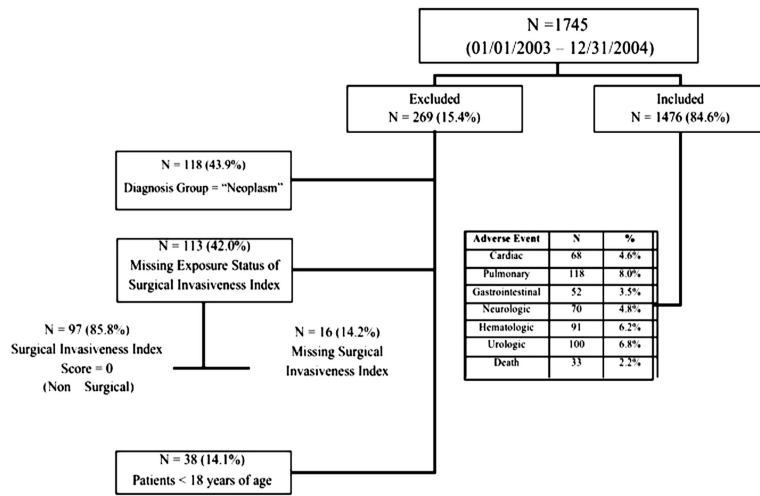 N =1745
(01/01/2003 – 12/31/2004)
Excluded
N = 269 (15.4%)
Included
N = 1476 (84.6%)
N = 118 (43.9%)
Diagnosis Group = “Neoplasm”
N = 113 (42.0%)
Missing Exposure Status of
Surgical Invasiveness Index
N = 97 (85.8%)
Surgical Invasiveness Index
Score = 0
(Non Surgical)
N = 16 (14.2%)
Missing Surgical
Invasiveness Index
N = 38 (14.1%)
Patients < 18 years of age
Adverse Event N %
Cardiac 68 4.6%
Pulmonary 118 8.0%
Gastrointestinal 52 3.5%
Neurologic 70 4.8%
Hematologic 91 6.2%
Urologic 100 6.8%
Death 33 2.2%